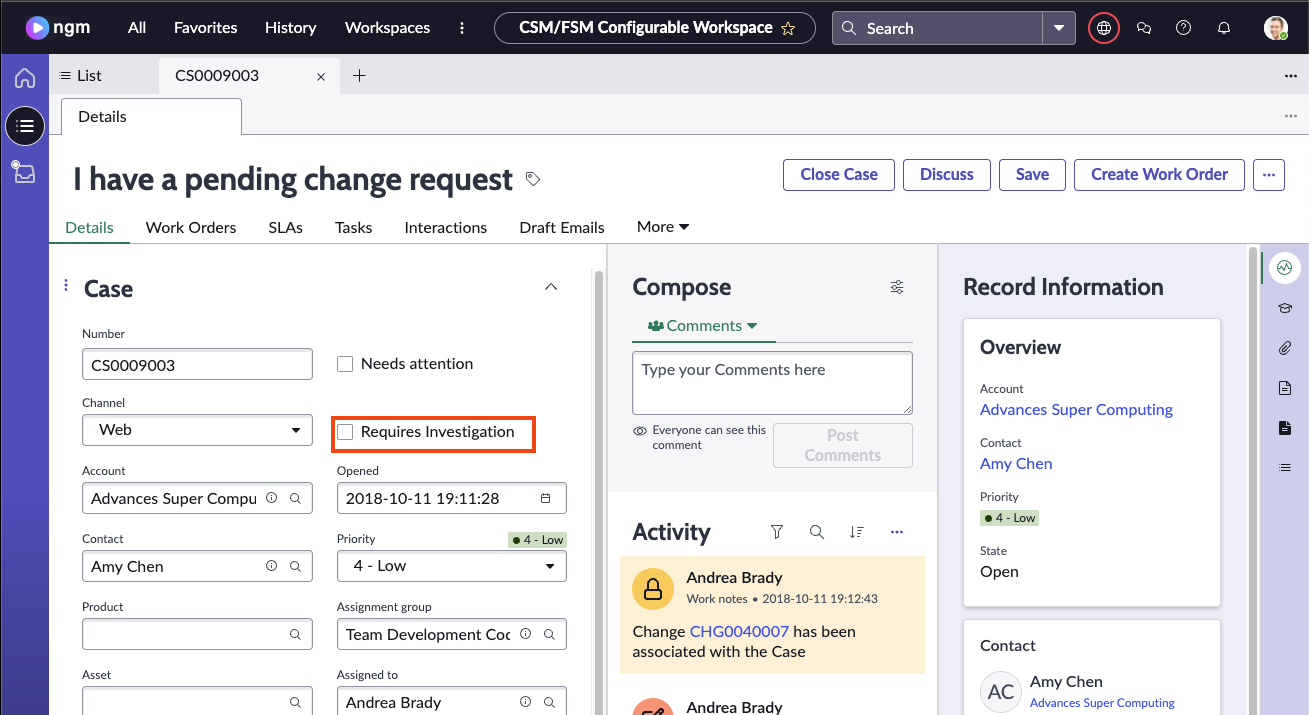 ngm All Favorites History Workspaces CSM/FSM Configurable Workspace Search
List CS0009003
Details
I have a pending change request Close Case Discuss Save Create Work Order
Details Work Orders SLAs Tasks Interactions Draft Emails More
Case
Number
CS0009003
Needs attention
Channel
Web
Requires Investigation
Account
Advances Super Compu
Opened
2018-10-11 19:11:28
Contact
Amy Chen
Priority
4 - Low
4 - Low
Product
Assignment group
Team Development Coc
Asset
Assigned to
Andrea Brady
Compose
Comments
Type your Comments here
Everyone can see this
comment
Post
Comments
Activity
Andrea Brady
Work notes • 2018-10-11 19:12:43
Change CHG0040007 has been
associated with the Case
Andrea Brady
Record Information
Overview
Account
Advances Super Computing
Contact
Amy Chen
Priority
4 - Low
State
Open
Contact
AC
Amy Chen
Advances Super Computing